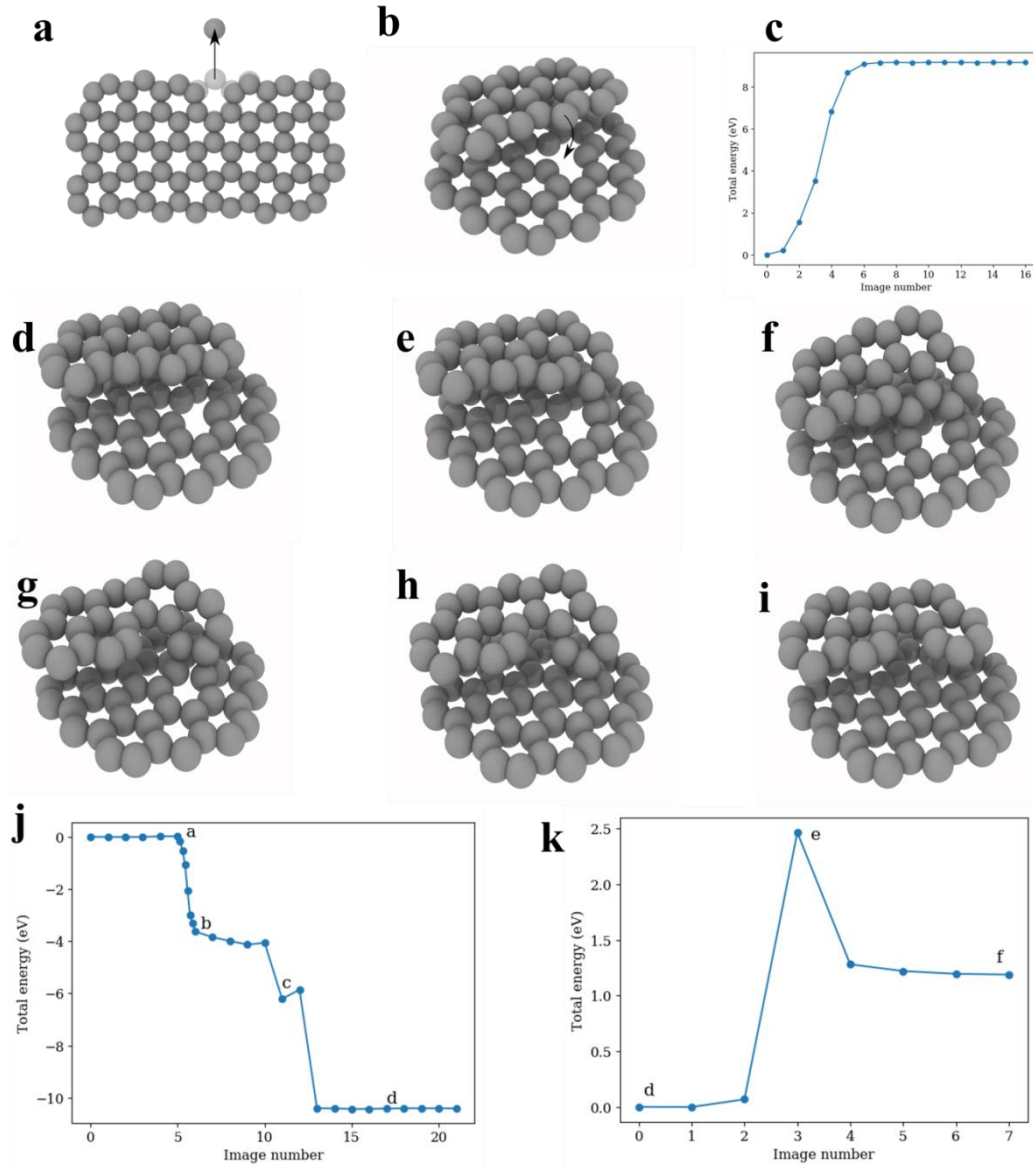 a
b
c
8
6
4
2
0
Total energy (eV)
0 2 4 6 8 10 12 14 16
Image number
d
e
f
g
h
i
j
0
−2
−4
−6
−8
−10
Total energy (eV)
a
b
c
d
0 5 10 15 20
Image number
k
2.5
2.0
1.5
1.0
0.5
0.0
Total energy (eV)
e
f
d
0 1 2 3 4 5 6 7
Image number